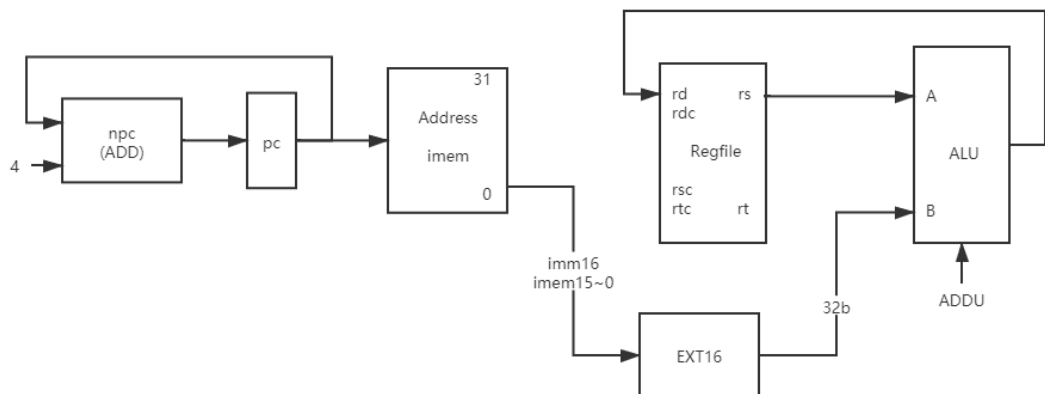 4
npc
(ADD)
pc
31
Address
imem
0
imm16
imem15~0
EXT16
32b
rd
rs
rdc
Regfile
rsc
rtc
rt
A
ALU
B
ADDU